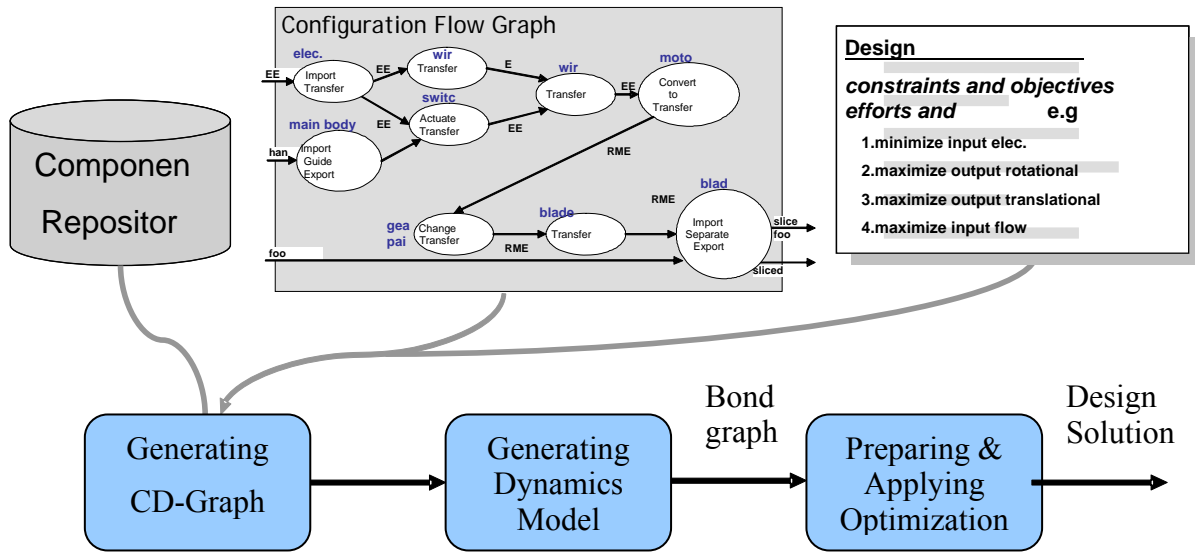 Configuration Flow Graph
elec.
EE
Import
Transfer
EE
EE
wir
Transfer
E
switc
Actuate
Transfer
EE
wir
Transfer
EE
moto
Convert
to
Transfer
main body
han
Import
Guide
Export
RME
gea
pai
Change
Transfer
RME
blade
Transfer
RME
blad
Import
Separate
Export
slice
foo
sliced
foo
Design
constraints and objectives
efforts and e.g
1.minimize input elec.
2.maximize output rotational
3.maximize output translational
4.maximize input flow
Componen
Repositor
Generating
CD-Graph
Generating
Dynamics
Model
Bond
graph
Preparing &
Applying
Optimization
Design
Solution